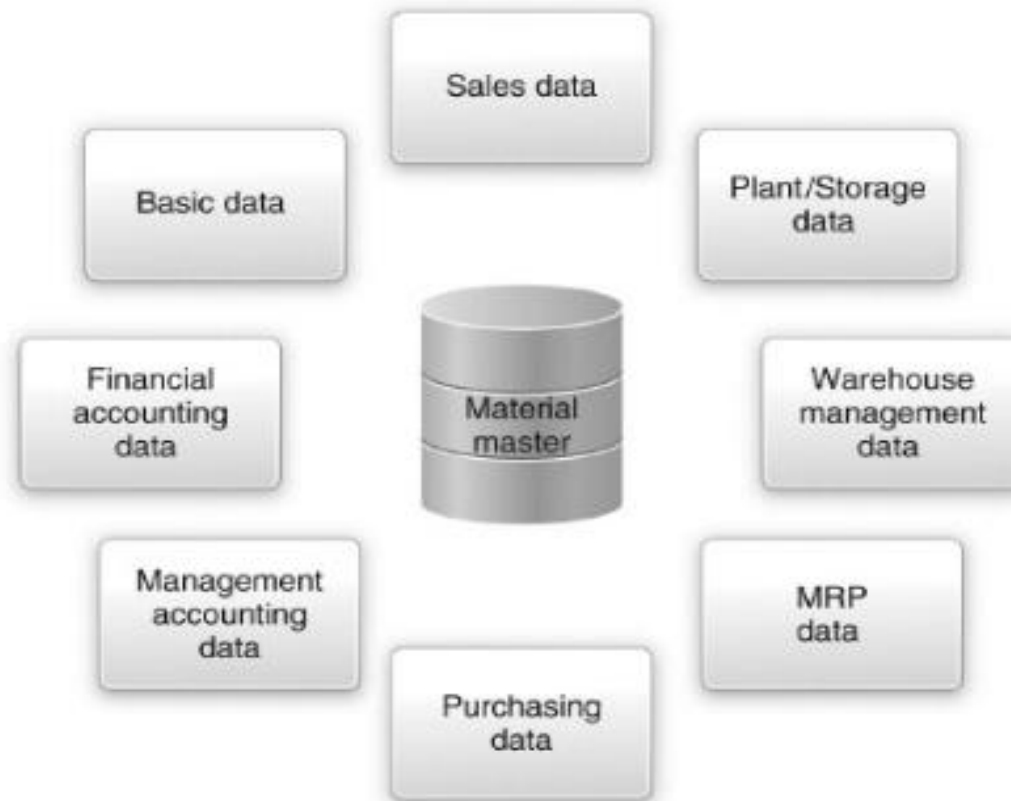 Sales data
Basic data
Plant/Storage
data
Financial
accounting
data
Material
master
Warehouse
management
data
Management
accounting
data
MRP
data
Purchasing
data